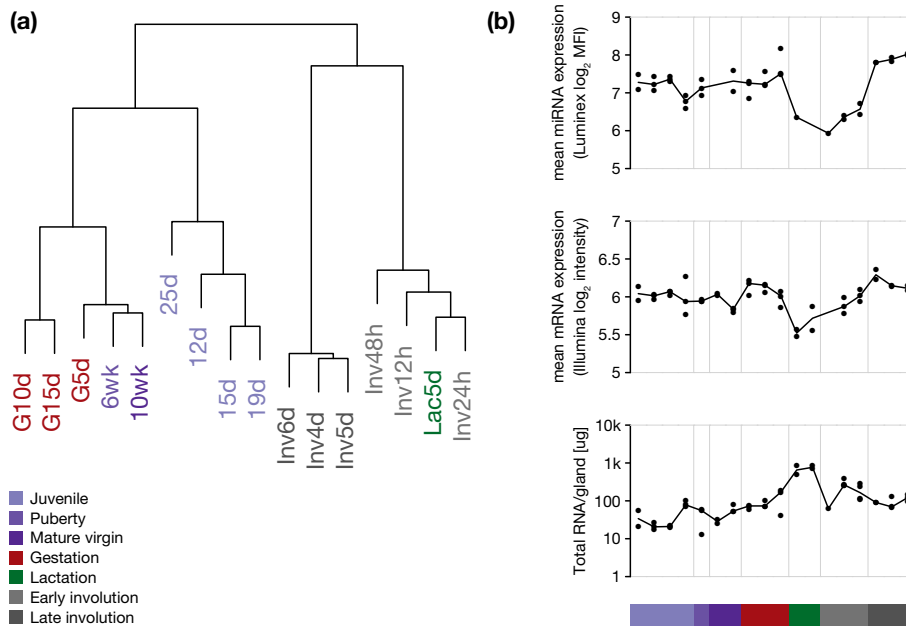 (a)
G10d
G15d
G5d
6wk
10wk
25d
12d
15d
19d
Inv6d
Inv4d
Inv5d
Inv48h
Inv12h
Lac5d
Inv24h
Juvenile
Puberty
Mature virgin
Gestation
Lactation
Early involution
Late involution
(b)
mean miRNA expression
(Luminex log2 MFI)
9
8
7
6
5
mean mRNA expression
(Illumina log2 intensity)
7
6.5
6
5.5
5
Total RNA/gland [ug]
10k
1k
100
10
1